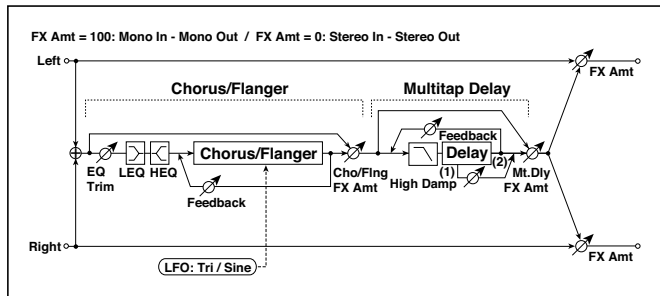 FX Amt = 100: Mono In - Mono Out / FX Amt = 0: Stereo In - Stereo Out
Left
FX Amt
Chorus/Flanger
Multitap Delay
EQ
Trim
LEQ
HEQ
Chorus/Flanger
Feedback
Cho/Flng
FX Amt
Feedback
High Damp
Delay
(1)
(2)
Mt.Dly
FX Amt
Right
FX Amt
LFO: Tri / Sine